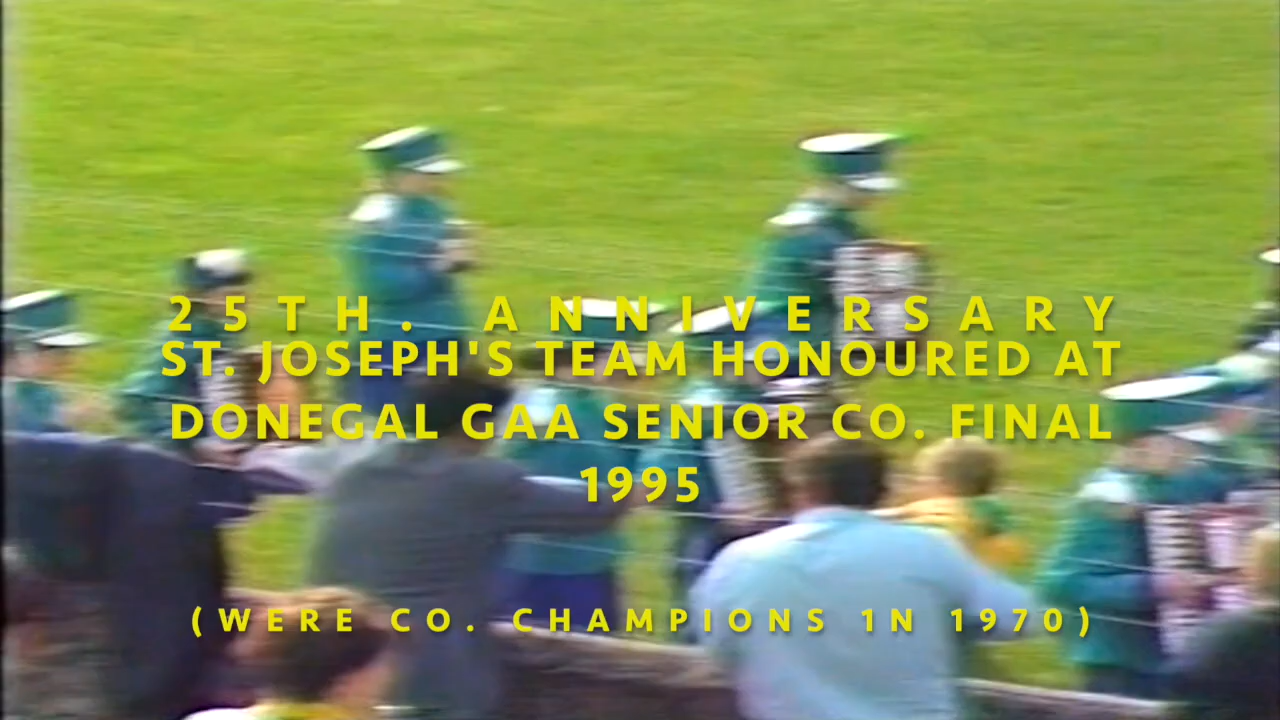 25TH. ANNIVERSARY
ST. JOSEPH'S TEAM HONOURED AT
DONEGAL GAA SENIOR CO. FINAL
1995
(WERE CO. CHAMPIONS 1N 1970)